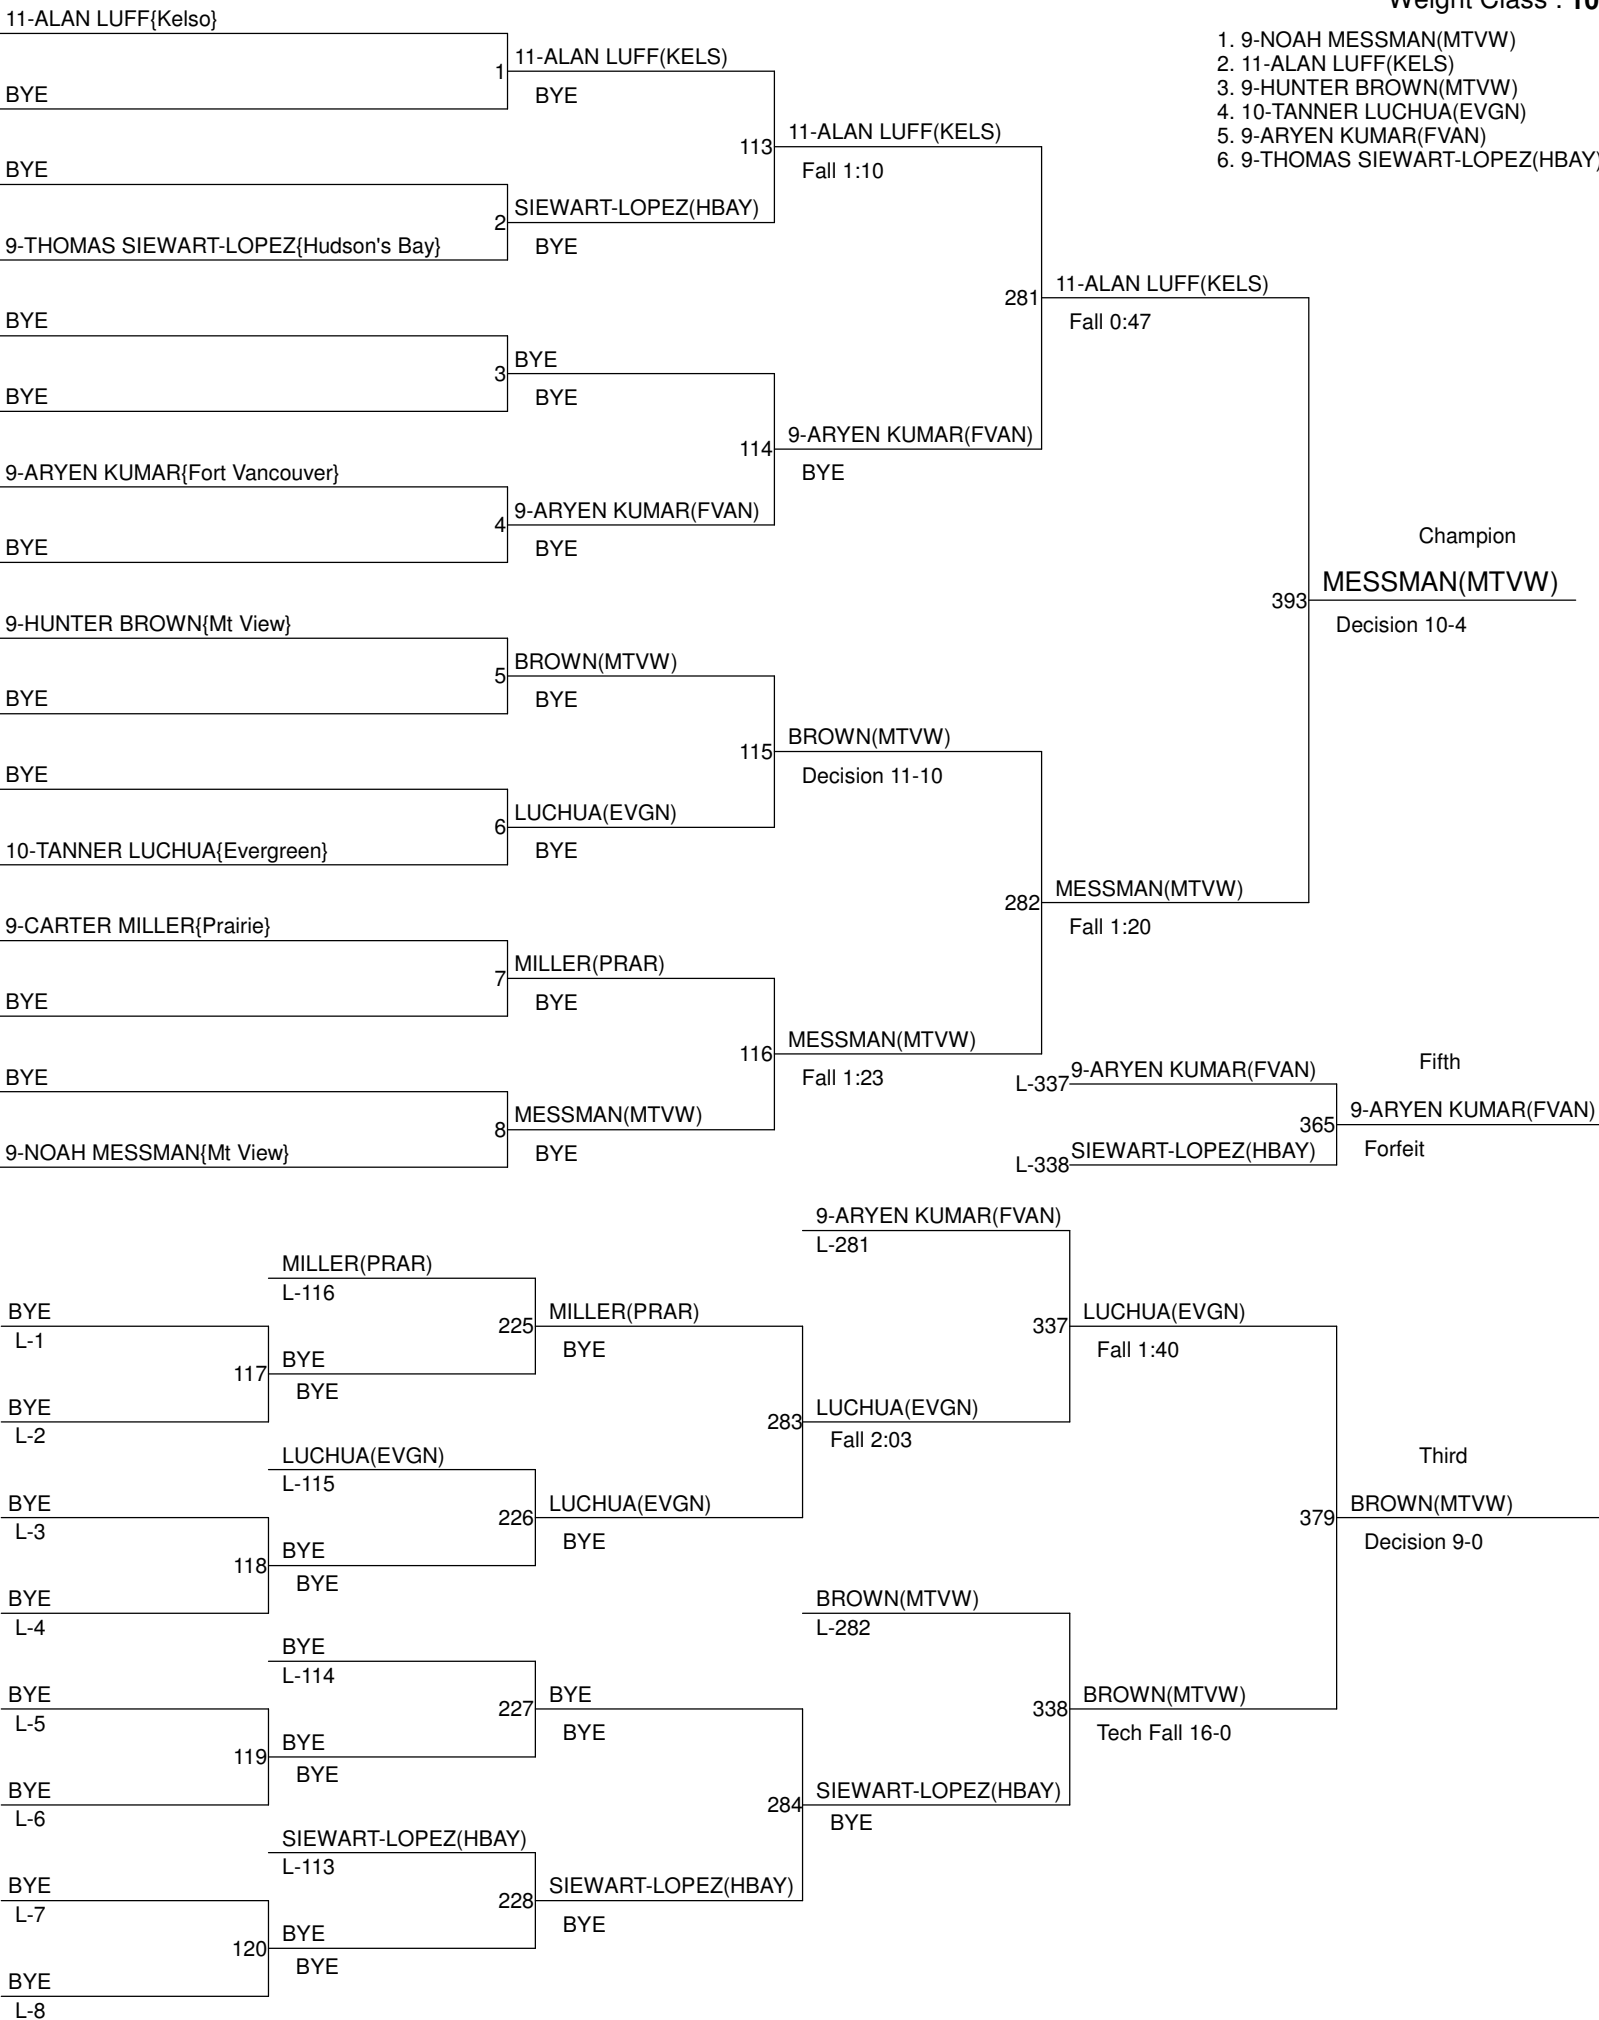 Weight Class : 10
1. 9-NOAH MESSMAN(MTVW)
2. 11-ALAN LUFF(KELS)
3. 9-HUNTER BROWN(MTVW)
4. 10-TANNER LUCHUA(EVGN)
5. 9-ARYEN KUMAR(FVAN)
6. 9-THOMAS SIEWART-LOPEZ(HBAY)
11-ALAN LUFF{Kelso}
BYE
BYE
9-THOMAS SIEWART-LOPEZ{Hudson's Bay}
BYE
BYE
9-ARYEN KUMAR{Fort Vancouver}
BYE
9-HUNTER BROWN{Mt View}
BYE
BYE
10-TANNER LUCHUA{Evergreen}
9-CARTER MILLER{Prairie}
BYE
BYE
9-NOAH MESSMAN{Mt View}
1
11-ALAN LUFF(KELS)
BYE
2
SIEWART-LOPEZ(HBAY)
BYE
3
BYE
BYE
4
9-ARYEN KUMAR(FVAN)
BYE
5
BROWN(MTVW)
BYE
6
LUCHUA(EVGN)
BYE
7
MILLER(PRAR)
BYE
8
MESSMAN(MTVW)
BYE
113
11-ALAN LUFF(KELS)
Fall 1:10
114
9-ARYEN KUMAR(FVAN)
BYE
115
BROWN(MTVW)
Decision 11-10
116
MESSMAN(MTVW)
Fall 1:23
281
11-ALAN LUFF(KELS)
Fall 0:47
282
MESSMAN(MTVW)
Fall 1:20
Champion
393
MESSMAN(MTVW)
Decision 10-4
L-337
9-ARYEN KUMAR(FVAN)
L-338
SIEWART-LOPEZ(HBAY)
Fifth
365
9-ARYEN KUMAR(FVAN)
Forfeit
BYE
L-1
BYE
L-2
BYE
L-3
BYE
L-4
BYE
L-5
BYE
L-6
BYE
L-7
BYE
L-8
MILLER(PRAR)
L-116
117
BYE
BYE
LUCHUA(EVGN)
L-115
118
BYE
BYE
BYE
L-114
119
BYE
BYE
SIEWART-LOPEZ(HBAY)
L-113
120
BYE
BYE
225
MILLER(PRAR)
BYE
226
LUCHUA(EVGN)
BYE
227
BYE
BYE
228
SIEWART-LOPEZ(HBAY)
BYE
9-ARYEN KUMAR(FVAN)
L-281
283
LUCHUA(EVGN)
Fall 2:03
BROWN(MTVW)
L-282
284
SIEWART-LOPEZ(HBAY)
BYE
337
LUCHUA(EVGN)
Fall 1:40
338
BROWN(MTVW)
Tech Fall 16-0
Third
379
BROWN(MTVW)
Decision 9-0